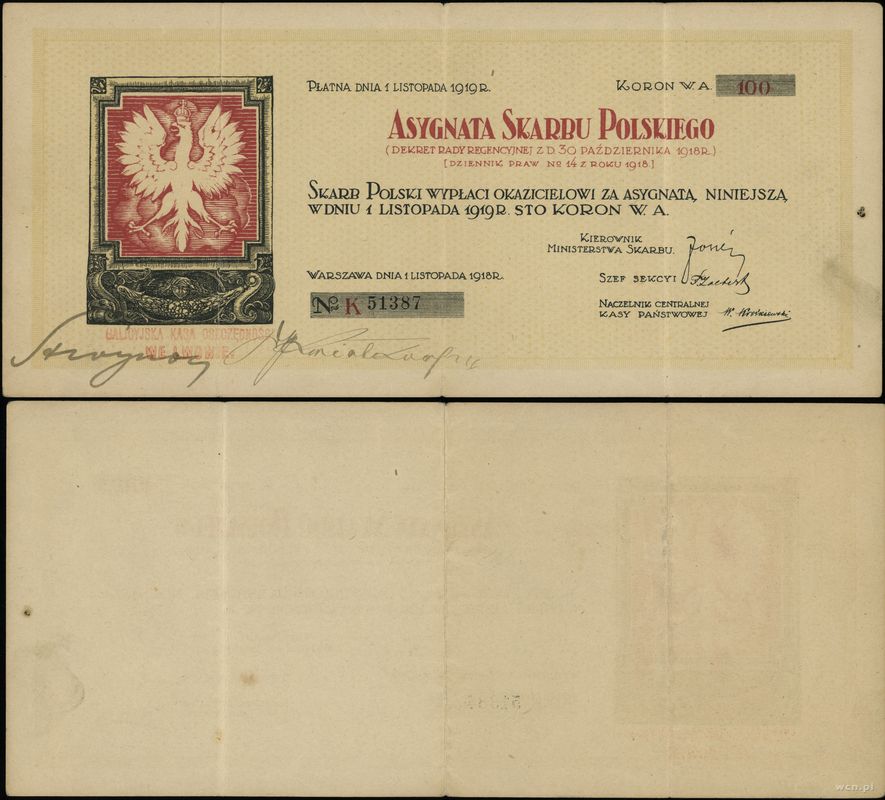 PŁATNA DNIA 1 LISTOPADA 1919 R.
KORON W. A. 100
ASYGNATA SKARBU POLSKIEGO
(DEKRET RADY REGENCYJNEJ Z D. 30 PAŹDZIERNIKA 1918 R.)
[DZIENNIK PRAW No 14 Z ROKU 1918.]
SKARB POLSKI WYPŁACI OKAZICIELOWI ZA ASYGNATĄ NINIEJSZĄ
W DNIU 1 LISTOPADA 1919 R. STO KORON W. A.
KIEROWNIK
MINISTERSTWA SKARBU.
SZEF SEKCYI
WARSZAWA DNIA 1 LISTOPADA 1918 R.
No K 51387
NACZELNIK CENTRALNEJ
KASY PAŃSTWOWEJ
GALICYJSKA KASA OSZCZĘDNOŚCI
WE LWOWIE.
wcn.pl